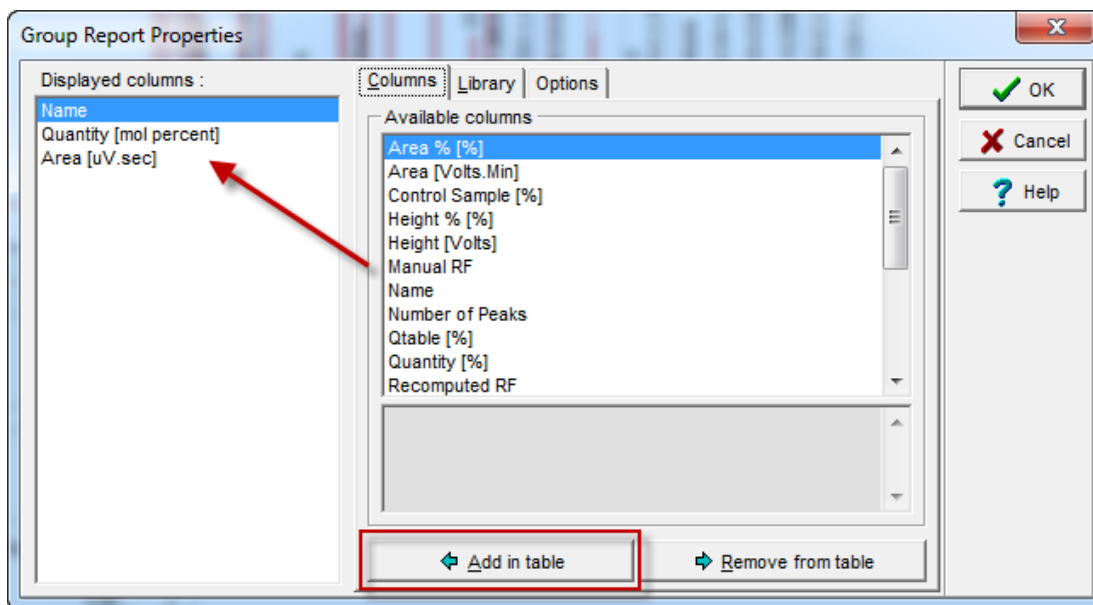 Group Report Properties
Displayed columns :
Name
Quantity [mol percent]
Area [uV.sec]
Columns
Library
Options
Available columns
Area % [%]
Area [Volts.Min]
Control Sample [%]
Height % [%]
Height [Volts]
Manual RF
Name
Number of Peaks
Qtable [%]
Quantity [%]
Recomputed RF
Add in table
Remove from table
OK
Cancel
Help